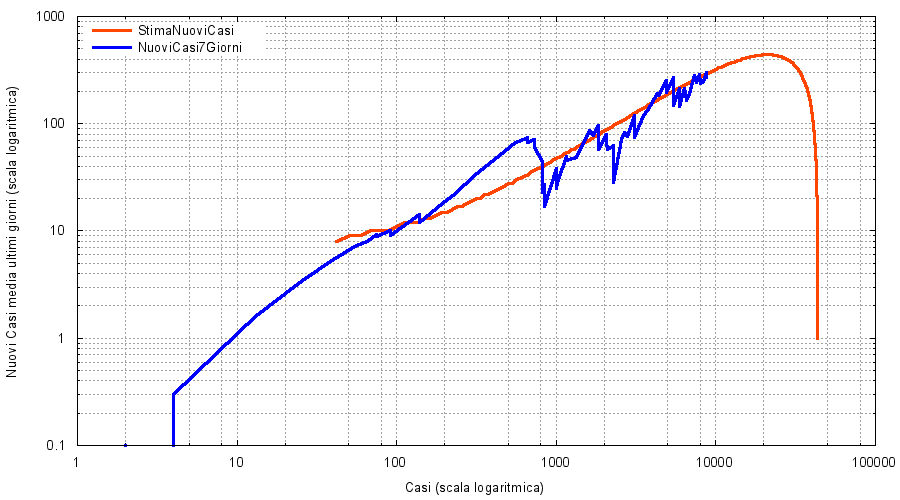 StimaNuoviCasi
NuoviCasi7Giorni
Nuovi Casi media ultimi giorni (scala logaritmica)
1000
100
10
1
0.1
1 10 100 1000 10000 100000
Casi (scala logaritmica)